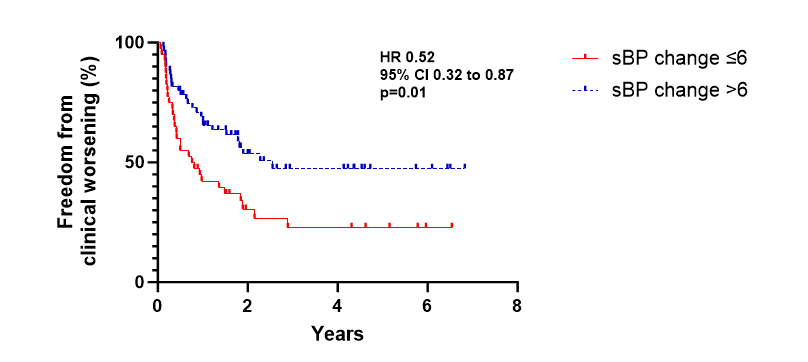 100
50
0
0 2 4 6 8
Freedom from
clinical worsening (%)
Years
HR 0.52
95% CI 0.32 to 0.87
p=0.01
sBP change ≤6
sBP change >6